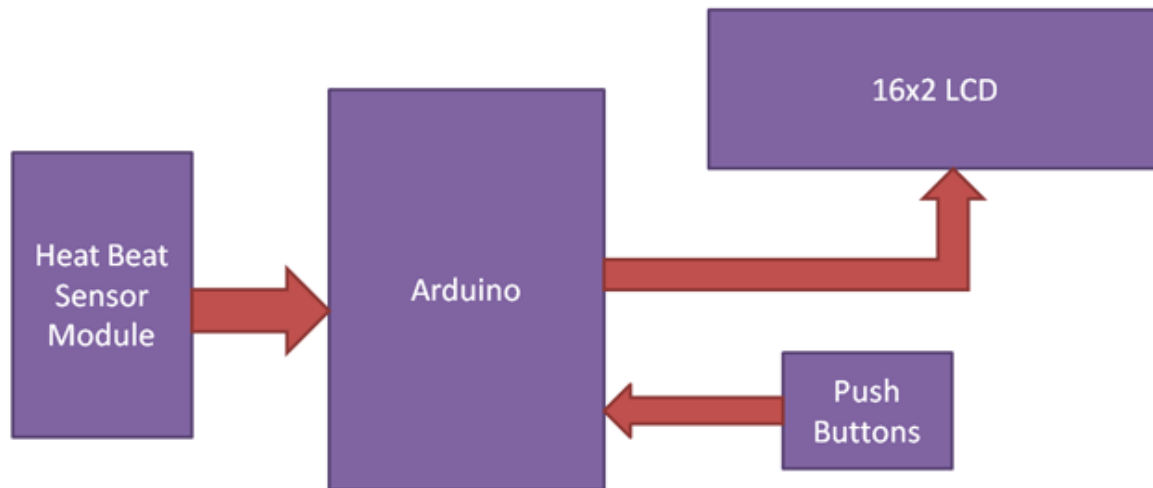 16x2 LCD
Heat Beat
Sensor
Module
Arduino
Push
Buttons